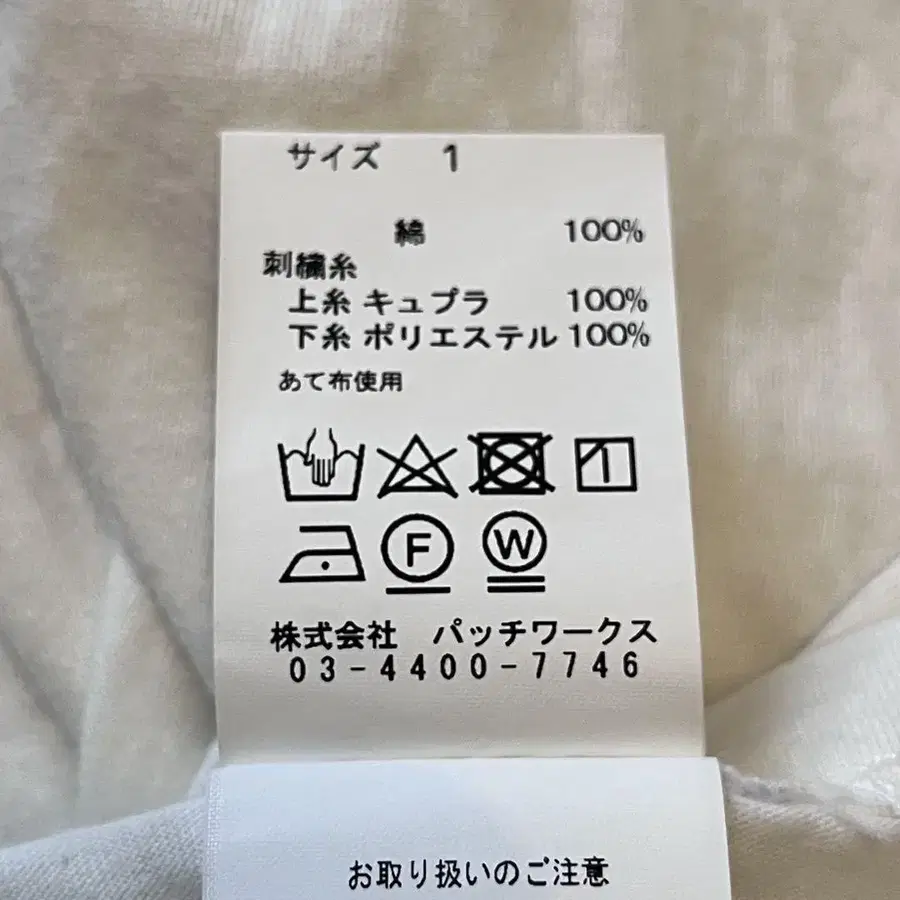 サイズ 1
綿 100%
刺繍糸
上糸 キュプラ 100%
下糸 ポリエステル 100%
あて布使用
F W
株式会社 パッチワークス
03-4400-7746
お取り扱いのご注意